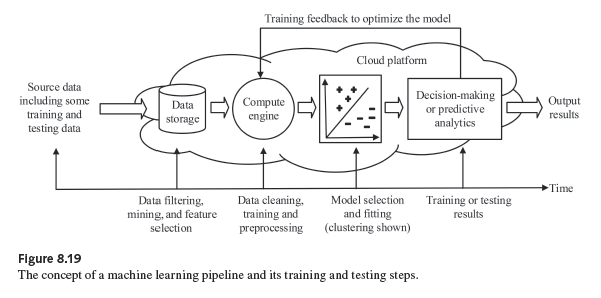 Training feedback to optimize the model
Cloud platform
Source data
including some
training and
testing data
Data
storage
Compute
engine
Decision-making
or predictive
analytics
Output
results
Time
Data filtering,
mining, and feature
selection
Data cleaning,
training and
preprocessing
Model selection
and fitting
(clustering shown)
Training or testing
results
Figure 8.19
The concept of a machine learning pipeline and its training and testing steps.